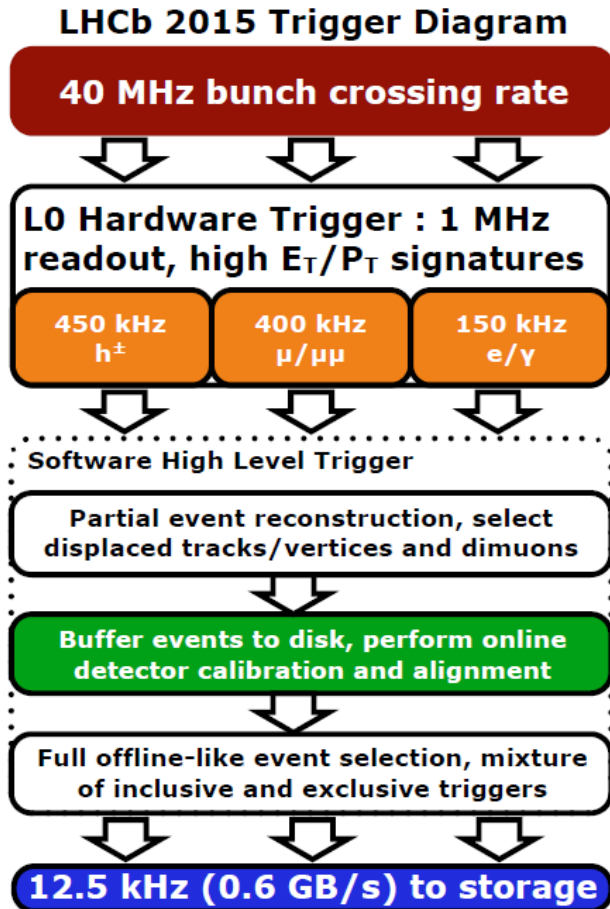 LHCb 2015 Trigger Diagram
40 MHz bunch crossing rate
L0 Hardware Trigger : 1 MHz
readout, high E_T/P_T signatures
450 kHz
h±
400 kHz
μ/μμ
150 kHz
e/γ
Software High Level Trigger
Partial event reconstruction, select
displaced tracks/vertices and dimuons
Buffer events to disk, perform online
detector calibration and alignment
Full offline-like event selection, mixture
of inclusive and exclusive triggers
12.5 kHz (0.6 GB/s) to storage